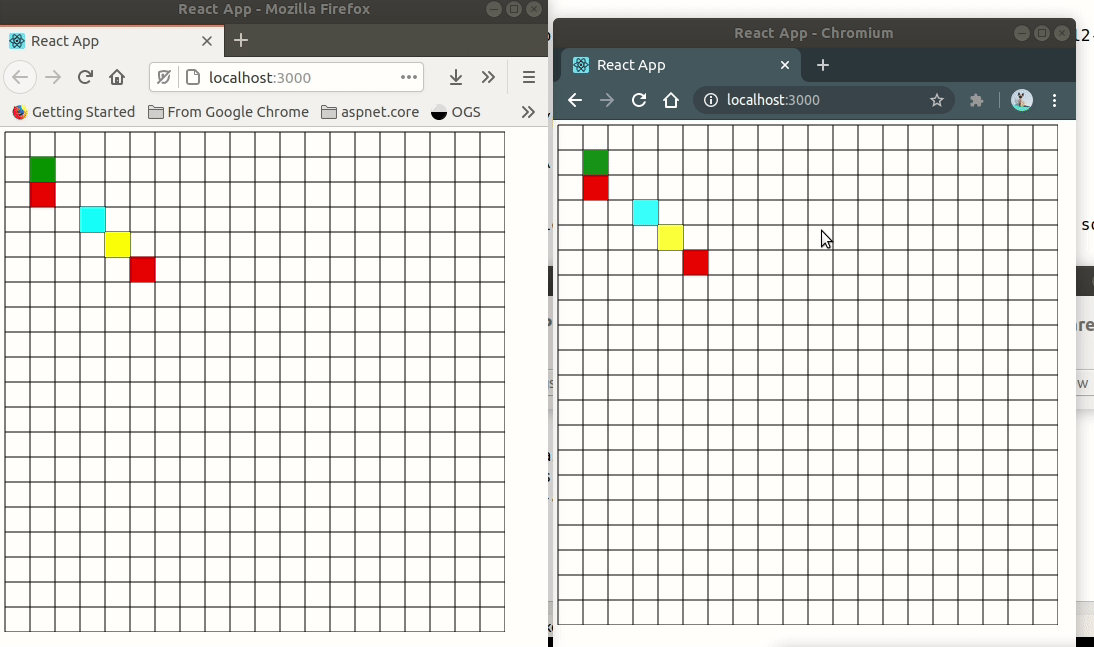 React App - Mozilla Firefox
React App
localhost:3000
Getting Started
From Google Chrome
aspnet.core
OGS
React App - Chromium
React App
localhost:3000